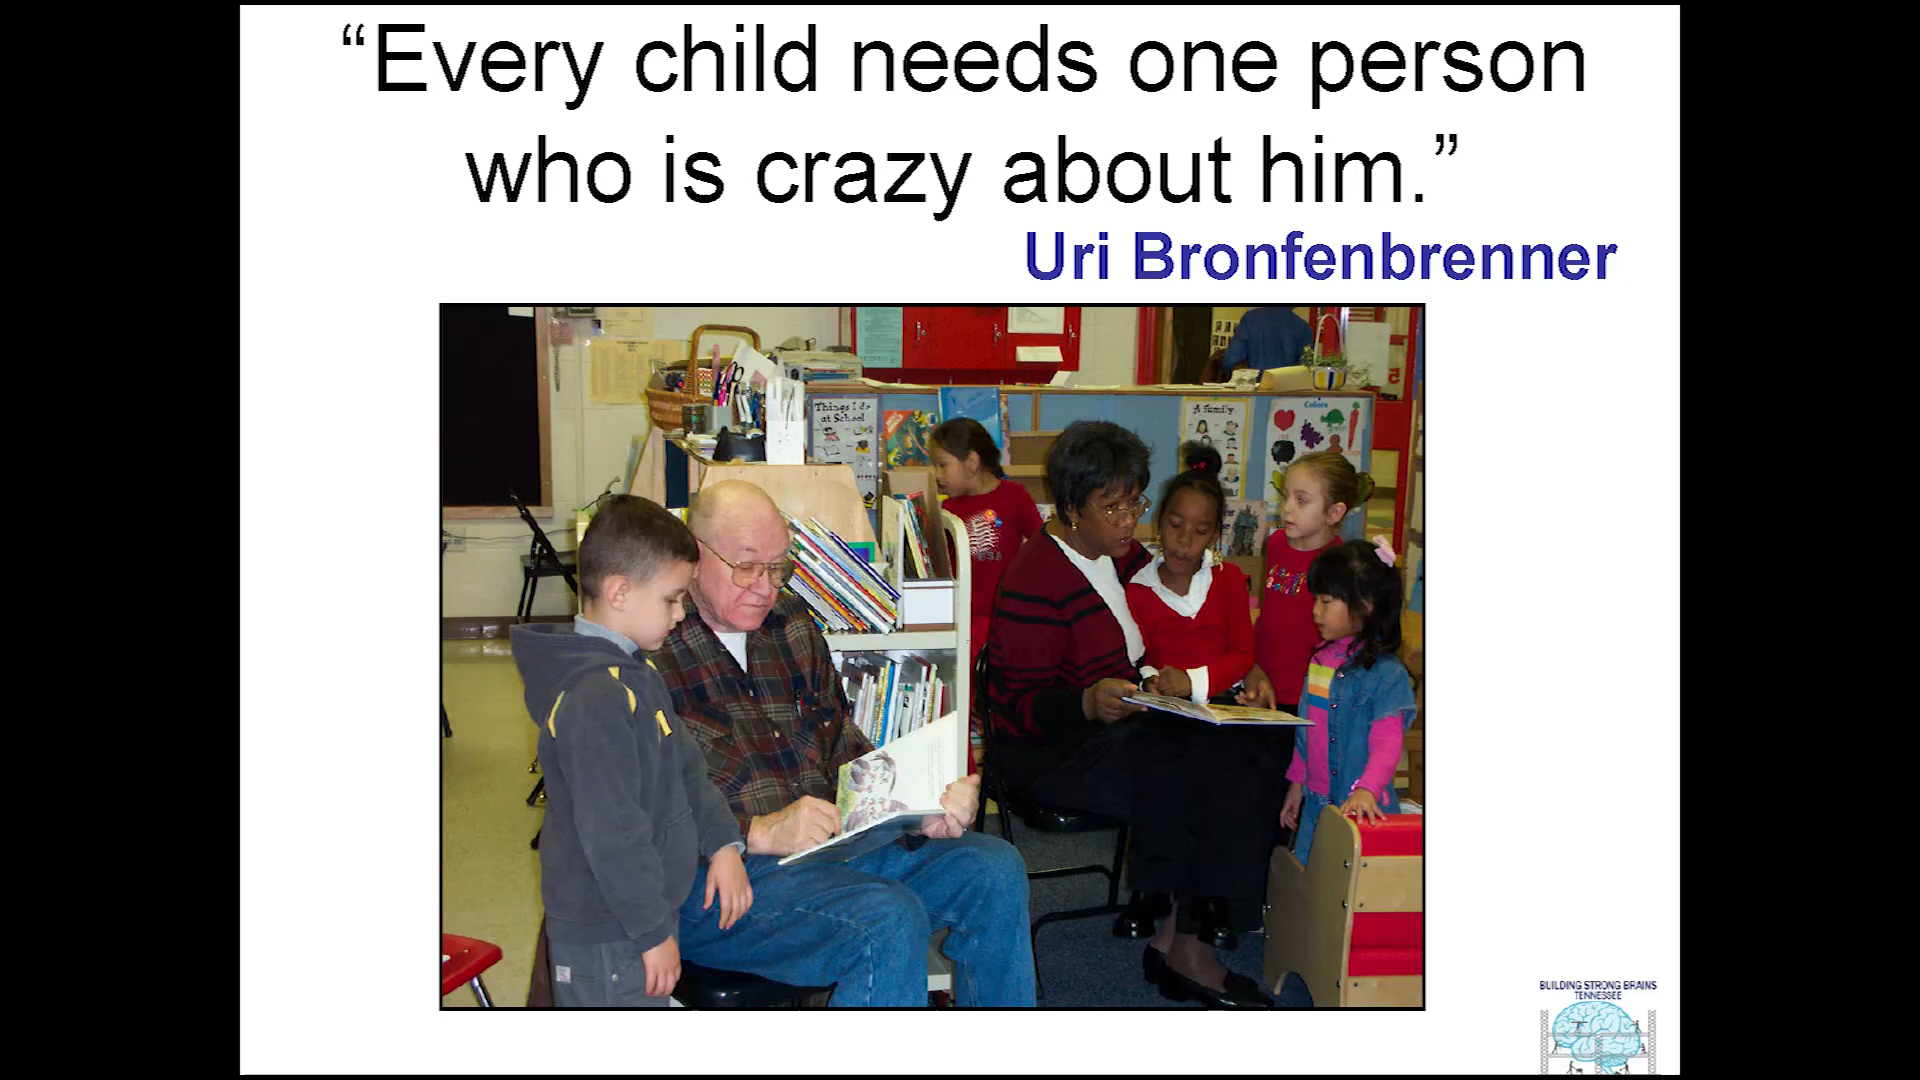 “Every child needs one person
who is crazy about him.”
Uri Bronfenbrenner
Things I do
at School
A family
Colors
USA
BUILDING STRONG BRAINS
TENNESSEE